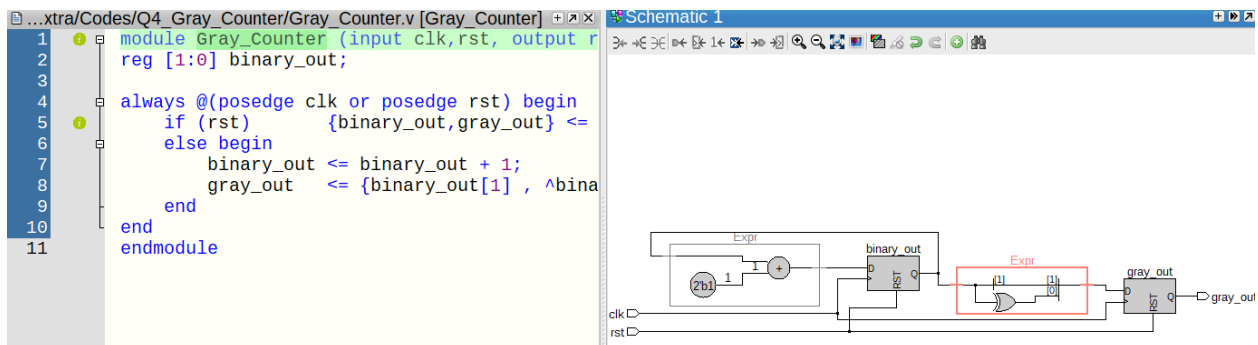 ...xtra/Codes/Q4_Gray_Counter/Gray_Counter.v [Gray_Counter]
1 module Gray_Counter (input clk,rst, output r
2 reg [1:0] binary_out;
3
4 always @(posedge clk or posedge rst) begin
5 if (rst) {binary_out,gray_out} <=
6 else begin
7 binary_out <= binary_out + 1;
8 gray_out <= {binary_out[1] , ^bina
9 end
10 end
11 endmodule
Schematic 1
Expr
1
+
2'b1
1
binary_out
D
Q
RST
Expr
[1]
[1]
[0]
gray_out
D
Q
RST
gray_out
clk
rst